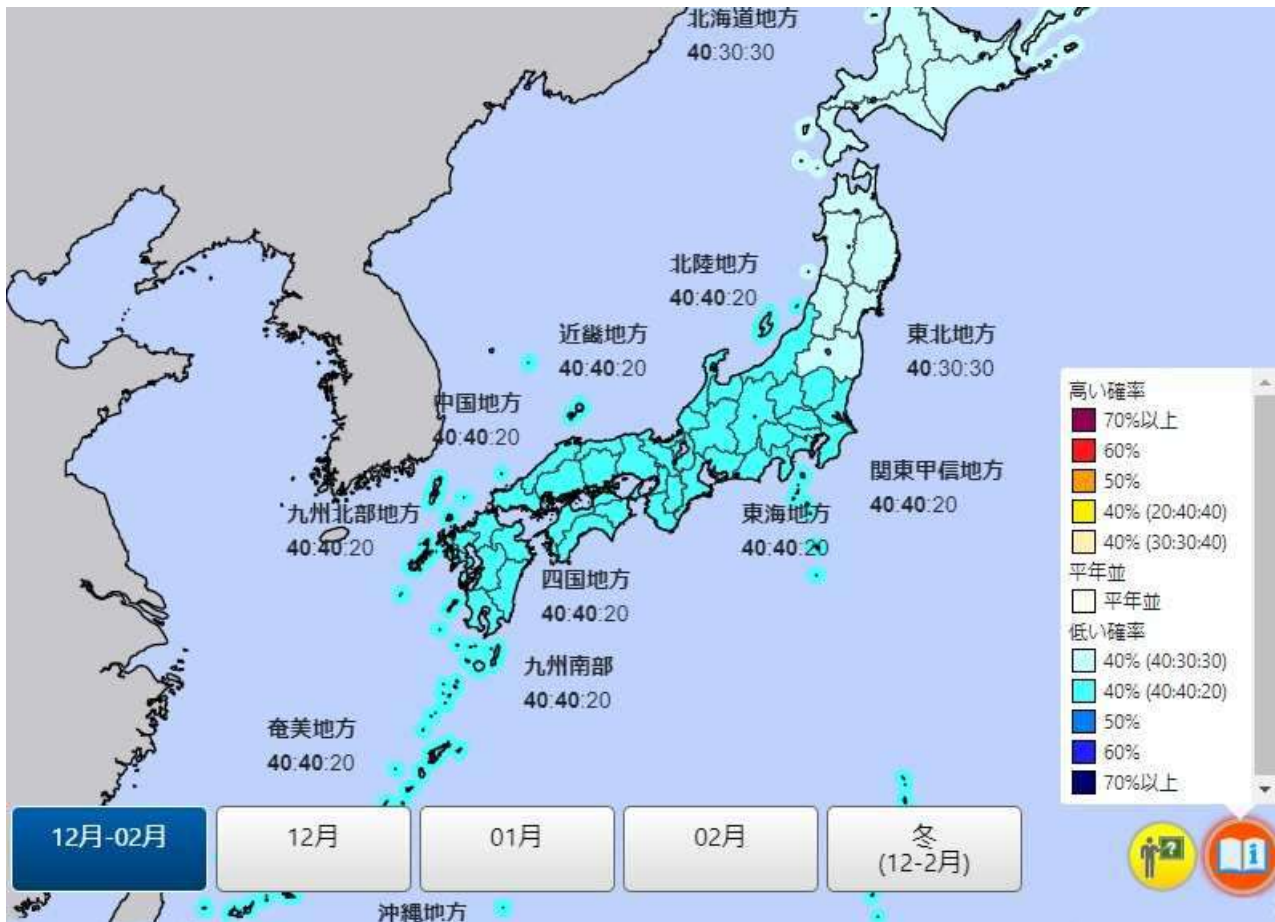 北海道地方
40:30:30
北陸地方
40:40:20
近畿地方
40:40:20
東北地方
40:30:30
中国地方
40:40:20
関東甲信地方
40:40:20
九州北部地方
40:40:20
東海地方
40:40:20
四国地方
40:40:20
九州南部
40:40:20
奄美地方
40:40:20
沖縄地方
高い確率
70%以上
60%
50%
40% (20:40:40)
40% (30:30:40)
平年並
平年並
低い確率
40% (40:30:30)
40% (40:40:20)
50%
60%
70%以上
12月-02月
12月
01月
02月
冬
(12-2月)
?
i